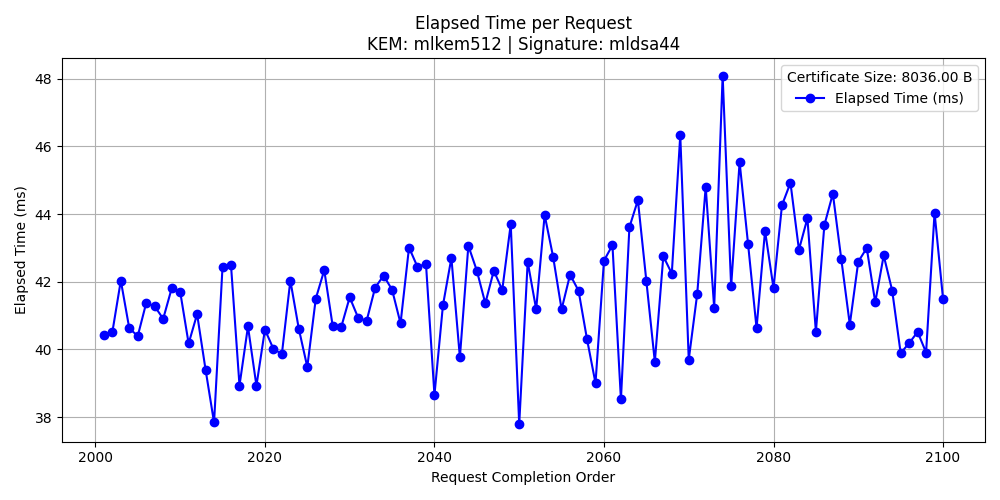 Elapsed Time per Request
KEM: mlkem512 | Signature: mldsa44
Certificate Size: 8036.00 B
Elapsed Time (ms)
Elapsed Time (ms)
48
46
44
42
40
38
2000 2020 2040 2060 2080 2100
Request Completion Order